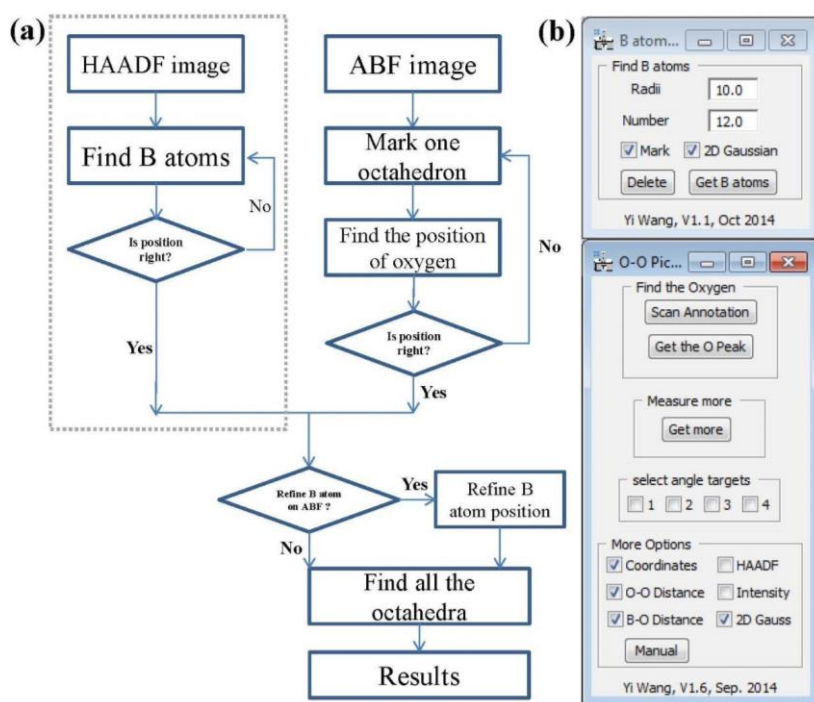 (a)
HAADF image
Find B atoms
No
Is position
right?
Yes
ABF image
Mark one
octahedron
Find the position
of oxygen
No
Is position
right?
Yes
Refine B atom
on ABF ?
Yes
Refine B
atom position
No
Find all the
octahedra
Results
(b)
B atom...
Find B atoms
Radii 10.0
Number 12.0
Mark 2D Gaussian
Delete Get B atoms
Yi Wang, V1.1, Oct 2014
O-O Pic...
Find the Oxygen
Scan Annotation
Get the O Peak
Measure more
Get more
select angle targets
1 2 3 4
More Options
Coordinates HAADF
O-O Distance Intensity
B-O Distance 2D Gauss
Manual
Yi Wang, V1.6, Sep. 2014